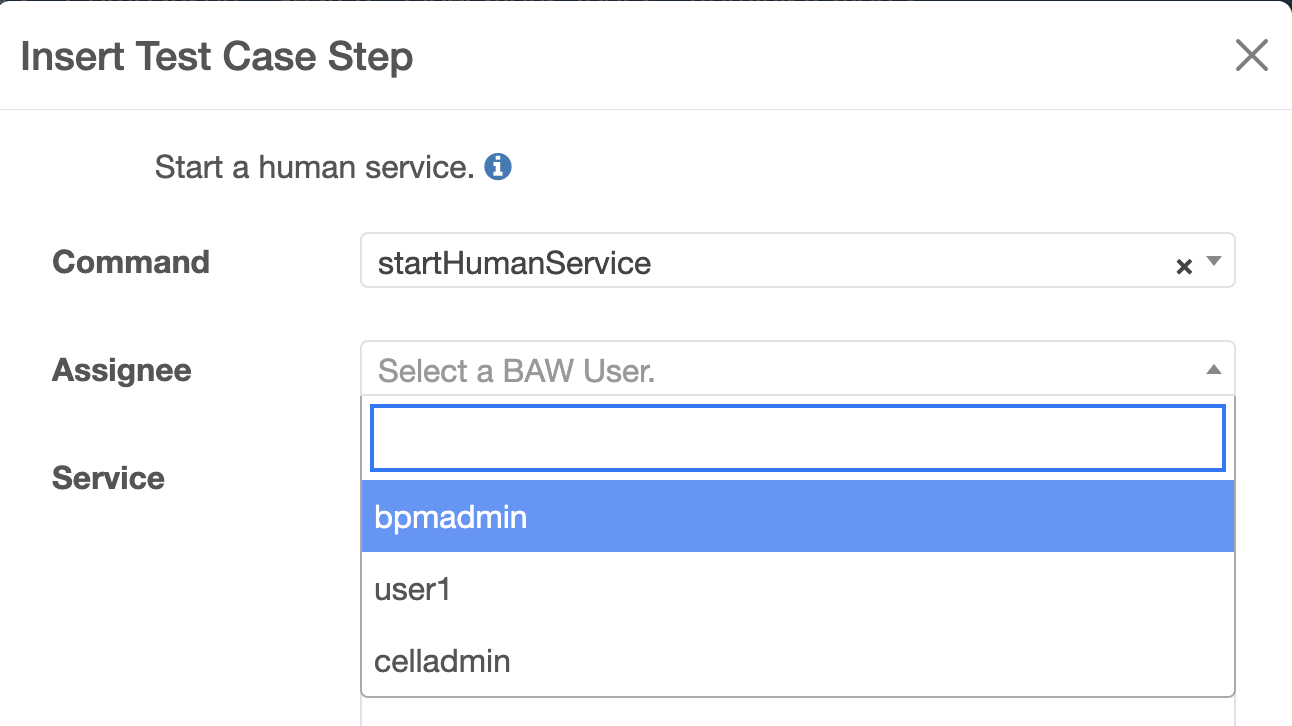 Insert Test Case Step
Start a human service.
Command
startHumanService
Assignee
Select a BAW User.
Service
bpmadmin
user1
celladmin